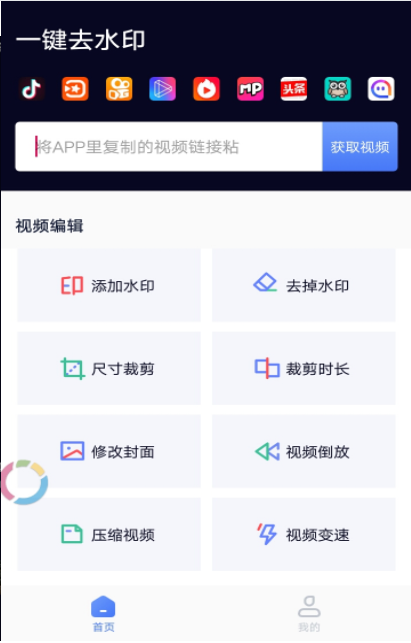 一键去水印
MP
头条
将APP里复制的视频链接粘
获取视频
视频编辑
添加水印
去掉水印
尺寸裁剪
裁剪时长
修改封面
视频倒放
压缩视频
视频变速
首页
我的